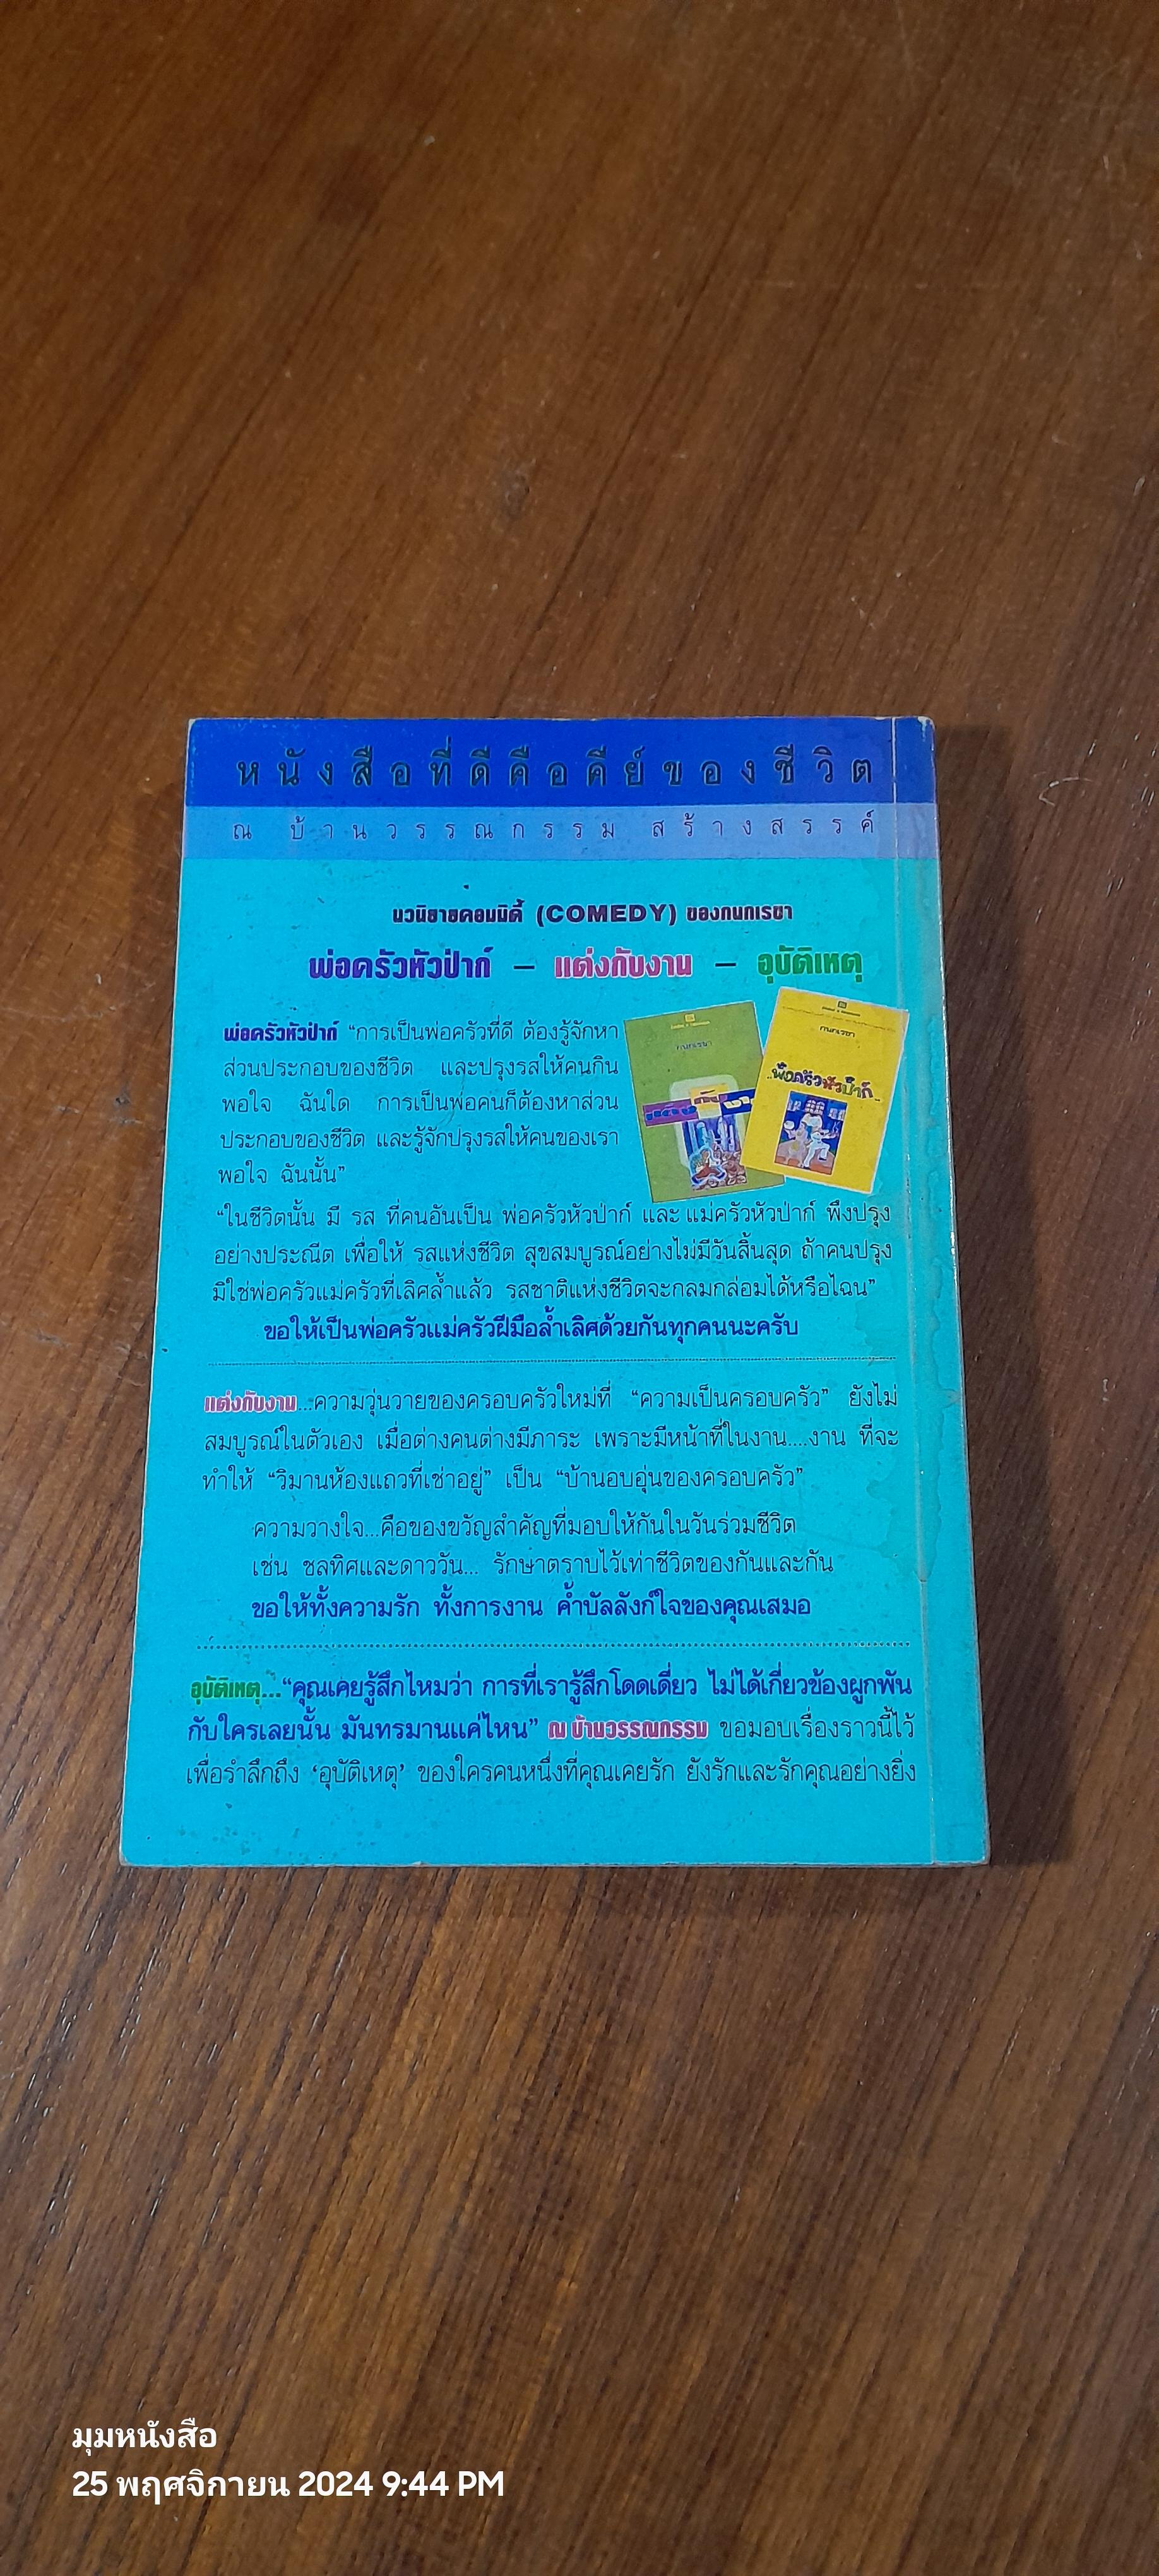 หนังสือที่ดีคือคีย์ของชีวิต
ณ บ้านวรรณกรรม สร้างสรรค์
นวนิยายคอมมิดี้ (COMEDY) ของกนกเรขา
พ่อครัวหัวป่าก์ – แต่งกับงาน – อุบัติเหตุ
พ่อครัวหัวป่าก์ “การเป็นพ่อครัวที่ดี ต้องรู้จักหา
ส่วนประกอบของชีวิต และปรุงรสให้คนกิน
พอใจ ฉันใด การเป็นพ่อคนก็ต้องหาส่วน
ประกอบของชีวิต และรู้จักปรุงรสให้คนของเรา
พอใจ ฉันนั้น”
กนกเรขา
แต่งกับงาน
กนกเรขา
..พ่อครัวหัวป่าก์..
“ในชีวิตนั้น มี รส ที่คนอันเป็น พ่อครัวหัวป่าก์ และ แม่ครัวหัวป่าก์ พึงปรุง
อย่างประณีต เพื่อให้ รสแห่งชีวิต สุขสมบูรณ์อย่างไม่มีวันสิ้นสุด ถ้าคนปรุง
มิใช่พ่อครัวแม่ครัวที่เลิศล้ำแล้ว รสชาติแห่งชีวิตจะกลมกล่อมได้หรือไฉน”
ขอให้เป็นพ่อครัวแม่ครัวฝีมือล้ำเลิศด้วยกันทุกคนนะครับ
แต่งกับงาน...ความวุ่นวายของครอบครัวใหม่ที่ “ความเป็นครอบครัว” ยังไม่
สมบูรณ์ในตัวเอง เมื่อต่างคนต่างมีภาระ เพราะมีหน้าที่ในงาน....งาน ที่จะ
ทำให้ “วิมานห้องแถวที่เช่าอยู่” เป็น “บ้านอบอุ่นของครอบครัว”
ความวางใจ...คือของขวัญสำคัญที่มอบให้กันในวันร่วมชีวิต
เช่น ชลทิศและดาววัน... รักษาตราบไว้เท่าชีวิตของกันและกัน
ขอให้ทั้งความรัก ทั้งการงาน ค้ำบัลลังก์ใจของคุณเสมอ
อุบัติเหตุ...“คุณเคยรู้สึกไหมว่า การที่เรารู้สึกโดดเดี่ยว ไม่ได้เกี่ยวข้องผูกพัน
กับใครเลยนั้น มันทรมานแค่ไหน” ณ บ้านวรรณกรรม ขอมอบเรื่องราวนี้ไว้
เพื่อรำลึกถึง ‘อุบัติเหตุ’ ของใครคนหนึ่งที่คุณเคยรัก ยังรักและรักคุณอย่างยิ่ง
มุมหนังสือ
25 พฤศจิกายน 2024 9:44 PM